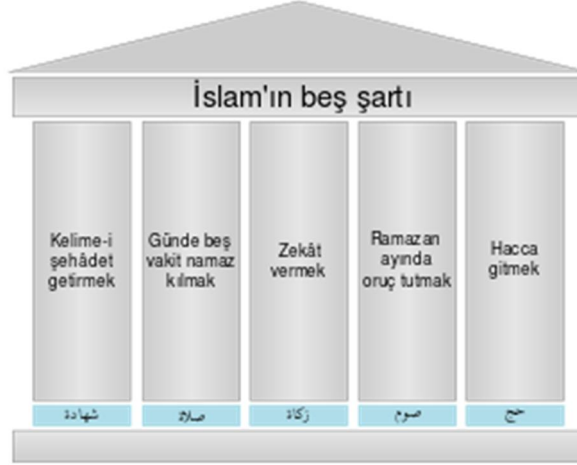 İslam'ın beş şartı
Kelime-i
şehâdet
getirmek
Günde beş
vakit namaz
kılmak
Zekât
vermek
Ramazan
ayında
oruç tutmak
Hacca
gitmek
شهادة
صلاة
زكاة
صوم
حج